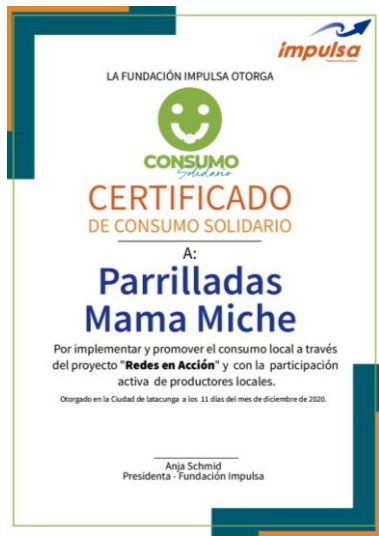 impulsa
LA FUNDACIÓN IMPULSA OTORGA
CONSUMO
Solidario
CERTIFICADO
DE CONSUMO SOLIDARIO
A:
Parrilladas
Mama Miche
Por implementar y promover el consumo local a través
del proyecto "Redes en Acción" y con la participación
activa de productores locales.
Otorgado en la Ciudad de latacunga a los 11 días del mes de diciembre de 2020.
Anja Schmid
Presidenta - Fundación Impulsa